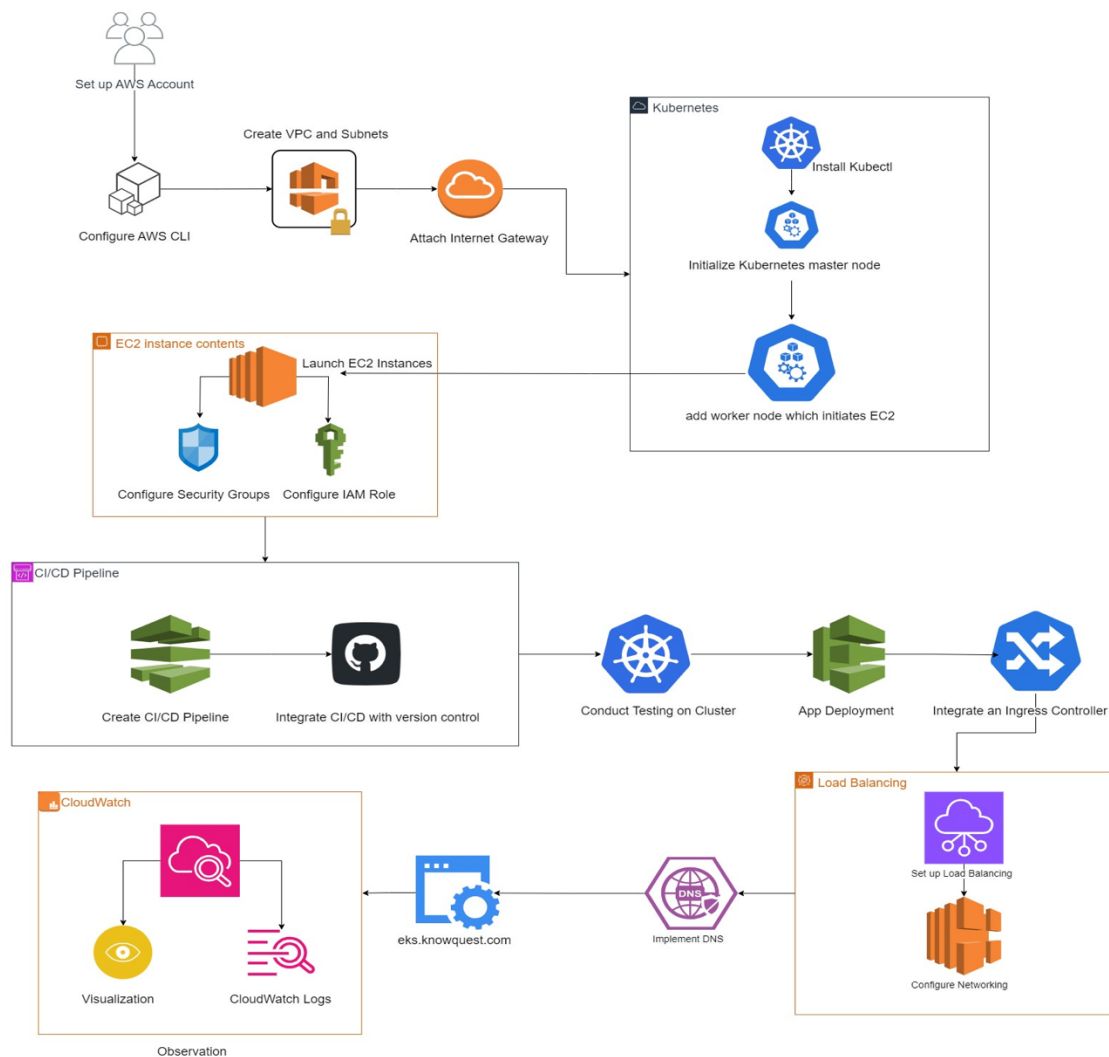 Set up AWS Account
Configure AWS CLI
Create VPC and Subnets
Attach Internet Gateway
Kubernetes
Install Kubectl
Initialize Kubernetes master node
add worker node which initiates EC2
EC2 instance contents
Launch EC2 Instances
Configure Security Groups
Configure IAM Role
CI/CD Pipeline
Create CI/CD Pipeline
Integrate CI/CD with version control
Conduct Testing on Cluster
App Deployment
Integrate an Ingress Controller
Load Balancing
Set up Load Balancing
Configure Networking
DNS
Implement DNS
eks.knowquest.com
CloudWatch
Visualization
CloudWatch Logs
Observation